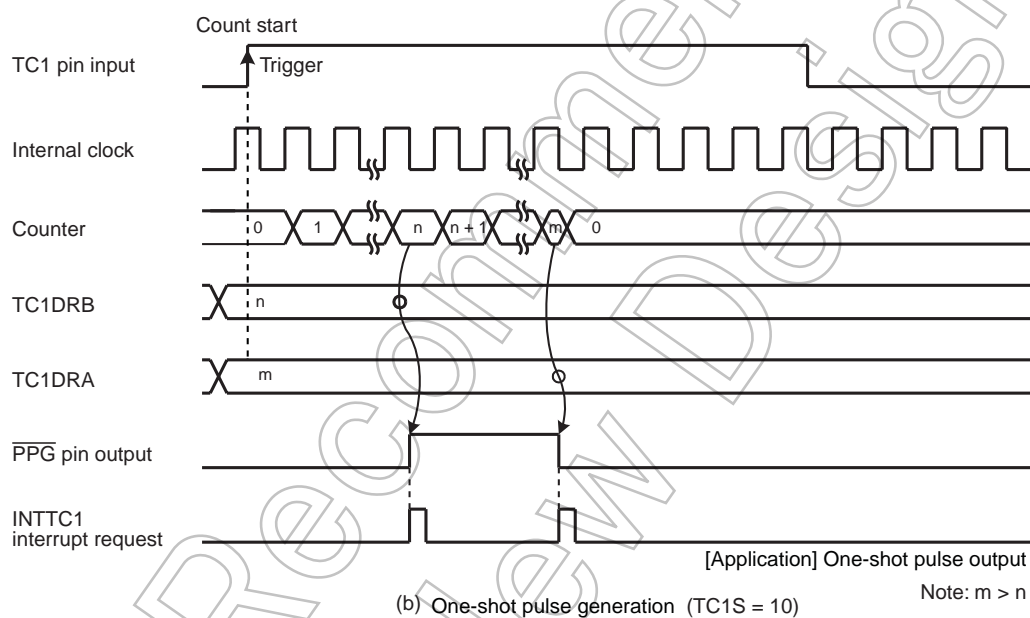 Count start
TC1 pin input
Trigger
Internal clock
Counter
0 1 n n + 1 m 0
TC1DRB
n
TC1DRA
m
PPG pin output
INTTC1
interrupt request
[Application] One-shot pulse output
Note: m > n
(b) One-shot pulse generation (TC1S = 10)